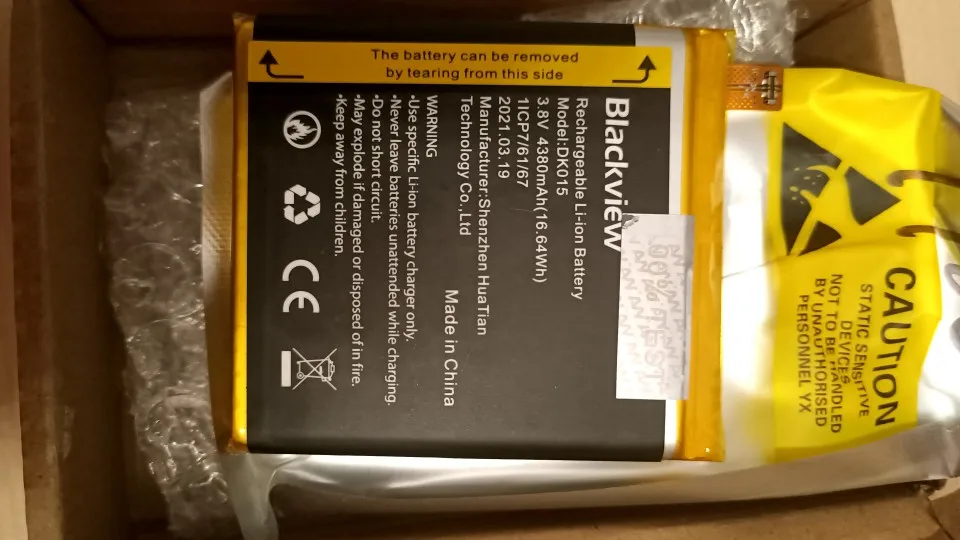 The battery can be removed
by tearing from this side
Blackview
Rechargeable Li-ion Battery
Model:DK015
3.8V 4380mAh(16.64Wh)
1ICP7/61/67
2021.03.19
Manufacturer:Shenzhen HuaTian
Technology Co.,Ltd
Made in China
WARNING
•Use specific Li-ion battery charger only.
•Never leave batteries unattended while charging.
•Do not short circuit.
•May explode if damaged or disposed of in fire.
•Keep away from children.
CAUTION
STATIC SENSITIVE
DEVICES
NOT TO BE HANDLED
BY UNAUTHORISED
PERSONNEL YX